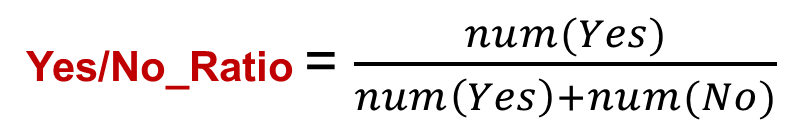 num(Yes)
Yes/No_Ratio =
num(Yes)+num(No)